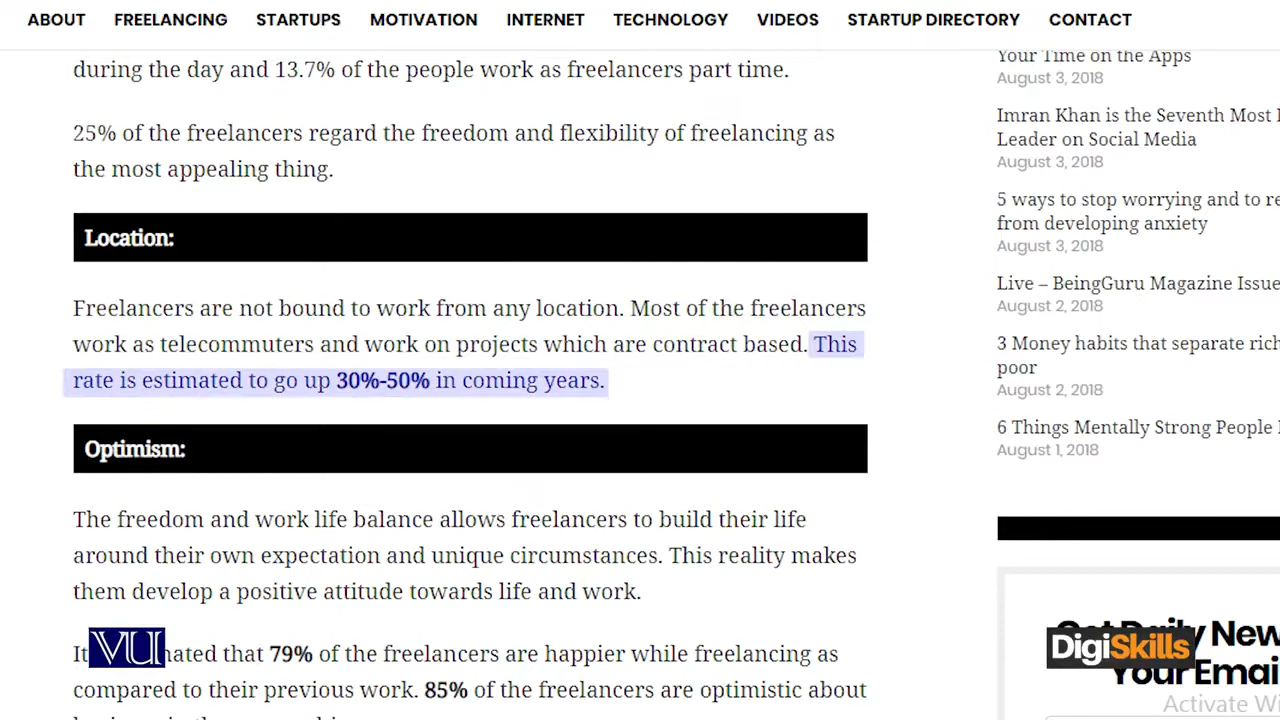 ABOUT FREELANCING STARTUPS MOTIVATION INTERNET TECHNOLOGY VIDEOS STARTUP DIRECTORY CONTACT
during the day and 13.7% of the people work as freelancers part time.
25% of the freelancers regard the freedom and flexibility of freelancing as
the most appealing thing.
Location:
Freelancers are not bound to work from any location. Most of the freelancers
work as telecommuters and work on projects which are contract based. This
rate is estimated to go up 30%-50% in coming years.
Optimism:
The freedom and work life balance allows freelancers to build their life
around their own expectation and unique circumstances. This reality makes
them develop a positive attitude towards life and work.
It
VU
that 79% of the freelancers are happier while freelancing as
compared to their previous work. 85% of the freelancers are optimistic about
Your Time on the Apps
August 3, 2018
Imran Khan is the Seventh Most
Leader on Social Media
August 3, 2018
5 ways to stop worrying and to
from developing anxiety
August 3, 2018
Live – BeingGuru Magazine Issue
August 2, 2018
3 Money habits that separate rich
poor
August 2, 2018
6 Things Mentally Strong People
August 1, 2018
Get Daily
DigiSkills
Your
Activate